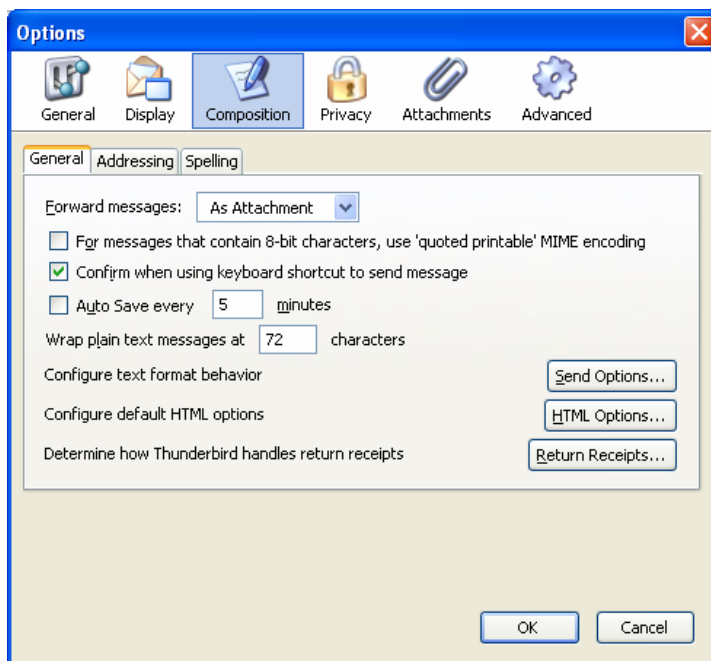 Options
General Display Composition Privacy Attachments Advanced
General Addressing Spelling
Forward messages: As Attachment
For messages that contain 8-bit characters, use 'quoted printable' MIME encoding
Confirm when using keyboard shortcut to send message
Auto Save every 5 minutes
Wrap plain text messages at 72 characters
Configure text format behavior Send Options...
Configure default HTML options HTML Options...
Determine how Thunderbird handles return receipts Return Receipts...
OK Cancel